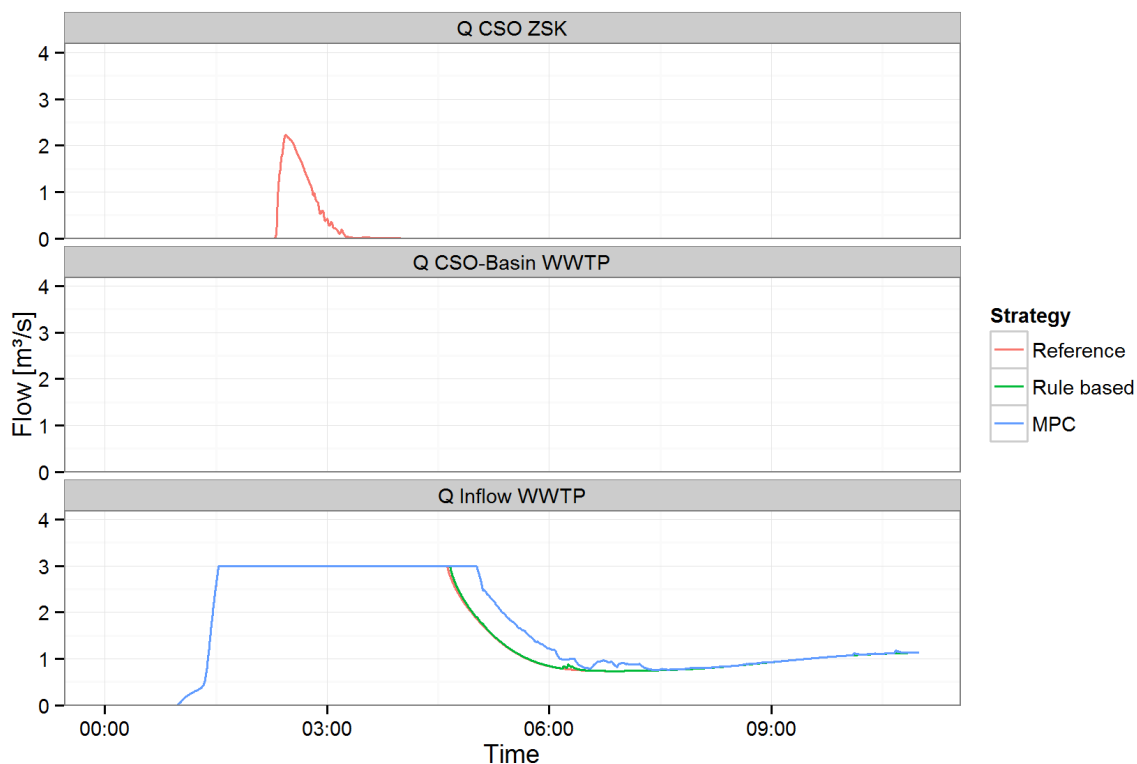 Q CSO ZSK
4
3
2
1
0
Q CSO-Basin WWTP
4
3
2
1
0
Q Inflow WWTP
4
3
2
1
0
Flow [m³/s]
00:00 03:00 06:00 09:00
Time
Strategy
Reference
Rule based
MPC